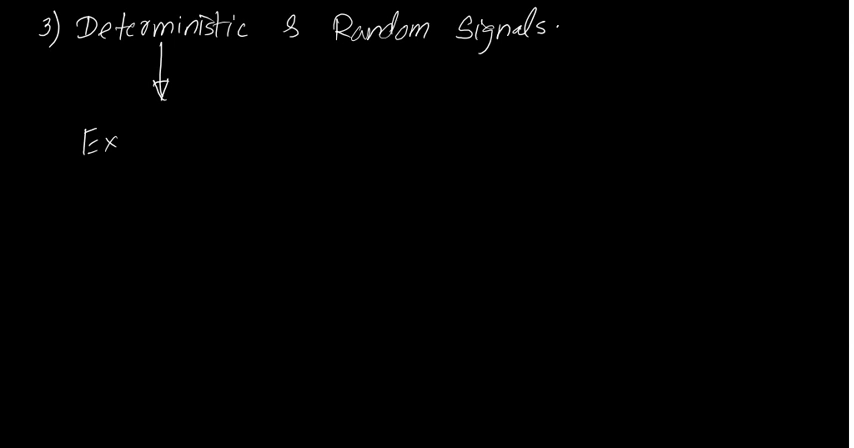 3) Deterministic & Random Signals.
Ex